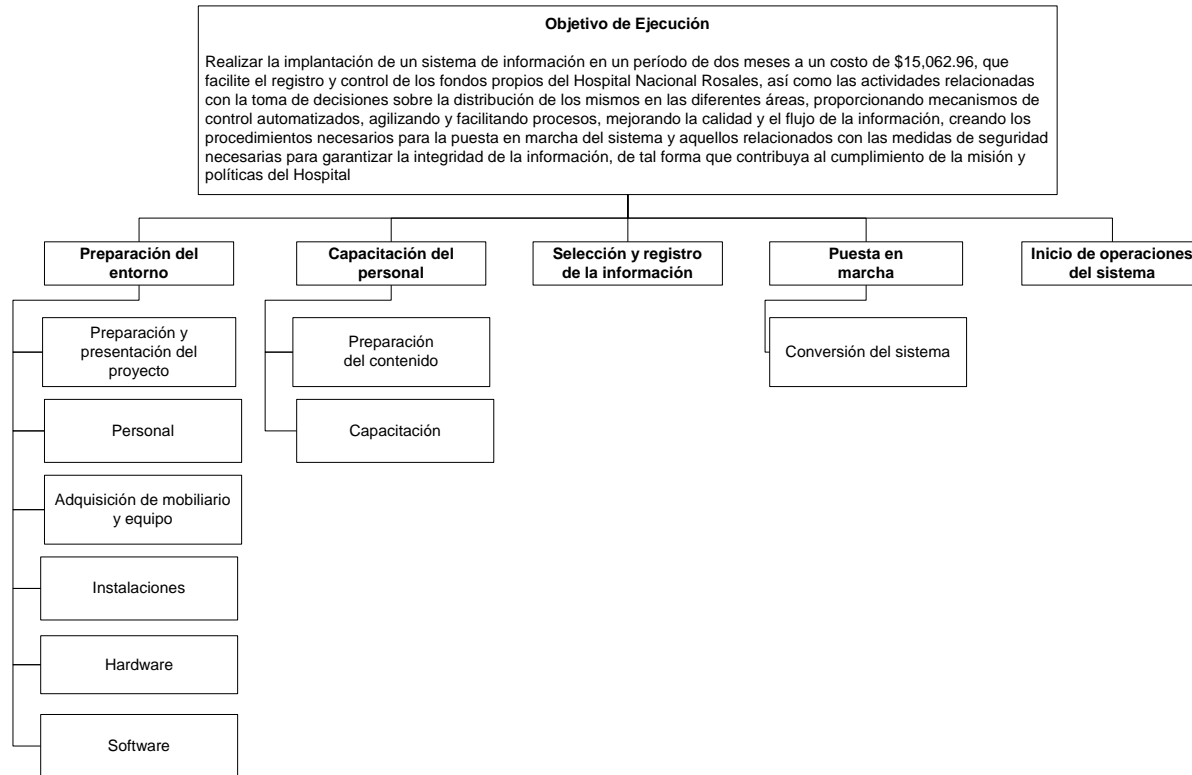 Objetivo de Ejecución
Realizar la implantación de un sistema de información en un período de dos meses a un costo de $15,062.96, que
facilite el registro y control de los fondos propios del Hospital Nacional Rosales, así como las actividades relacionadas
con la toma de decisiones sobre la distribución de los mismos en las diferentes áreas, proporcionando mecanismos de
control automatizados, agilizando y facilitando procesos, mejorando la calidad y el flujo de la información, creando los
procedimientos necesarios para la puesta en marcha del sistema y aquellos relacionados con las medidas de seguridad
necesarias para garantizar la integridad de la información, de tal forma que contribuya al cumplimiento de la misión y
políticas del Hospital
Preparación del
entorno
Capacitación del
personal
Selección y registro
de la información
Puesta en
marcha
Inicio de operaciones
del sistema
Preparación y
presentación del
proyecto
Personal
Adquisición de mobiliario
y equipo
Instalaciones
Hardware
Software
Preparación
del contenido
Capacitación
Conversión del sistema